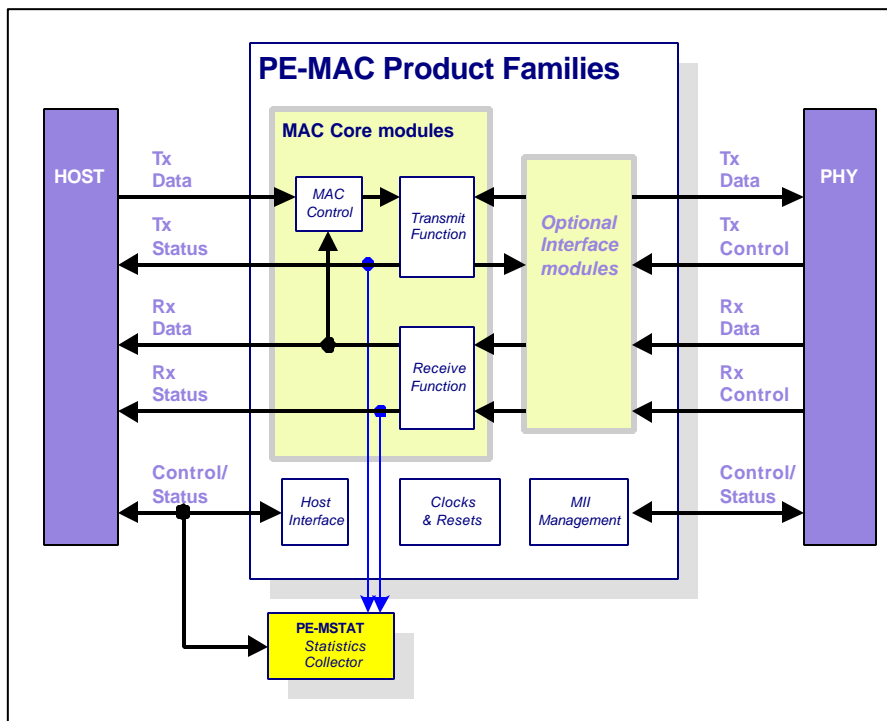 PE-MAC Product Families
MAC Core modules
HOST
PHY
Tx
Data
Tx
Status
Rx
Data
Rx
Status
Control/
Status
MAC
Control
Transmit
Function
Receive
Function
Optional
Interface
modules
Tx
Data
Tx
Control
Rx
Data
Rx
Control
Control/
Status
Host
Interface
Clocks
& Resets
MII
Management
PE-MSTAT
Statistics
Collector